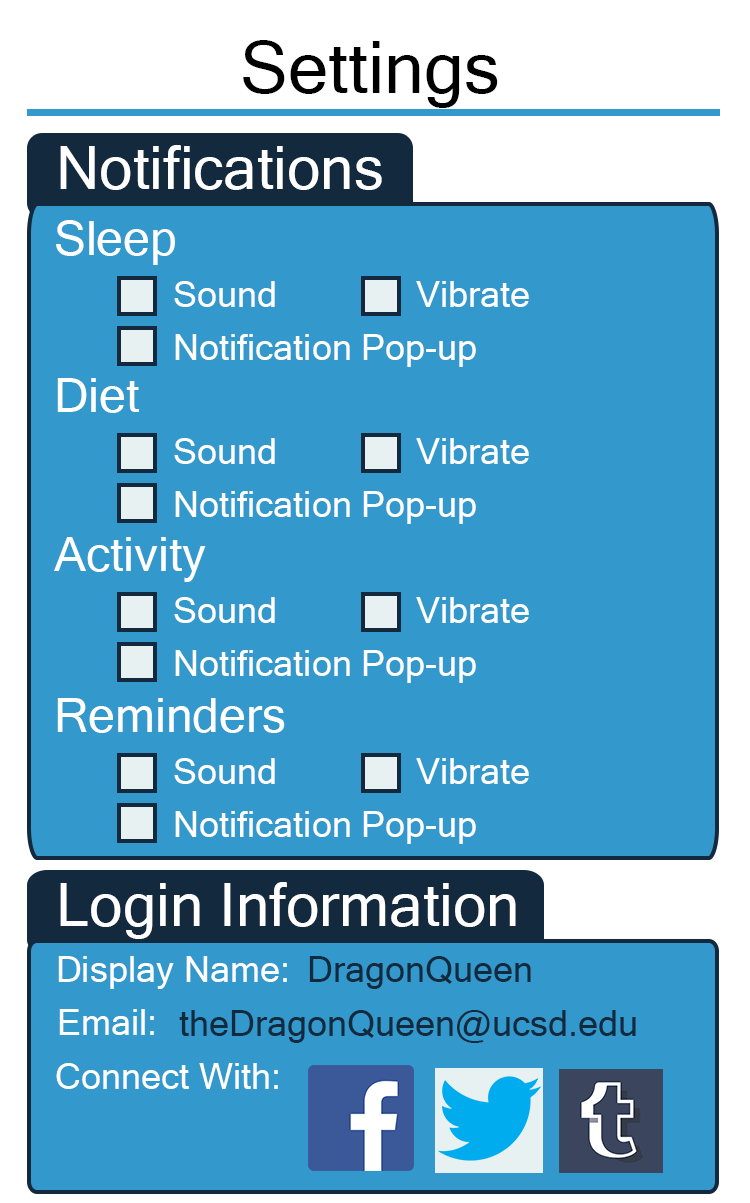 Settings
Notifications
Sleep
Sound Vibrate
Notification Pop-up
Diet
Sound Vibrate
Notification Pop-up
Activity
Sound Vibrate
Notification Pop-up
Reminders
Sound Vibrate
Notification Pop-up
Login Information
Display Name: DragonQueen
Email: theDragonQueen@ucsd.edu
Connect With: f t